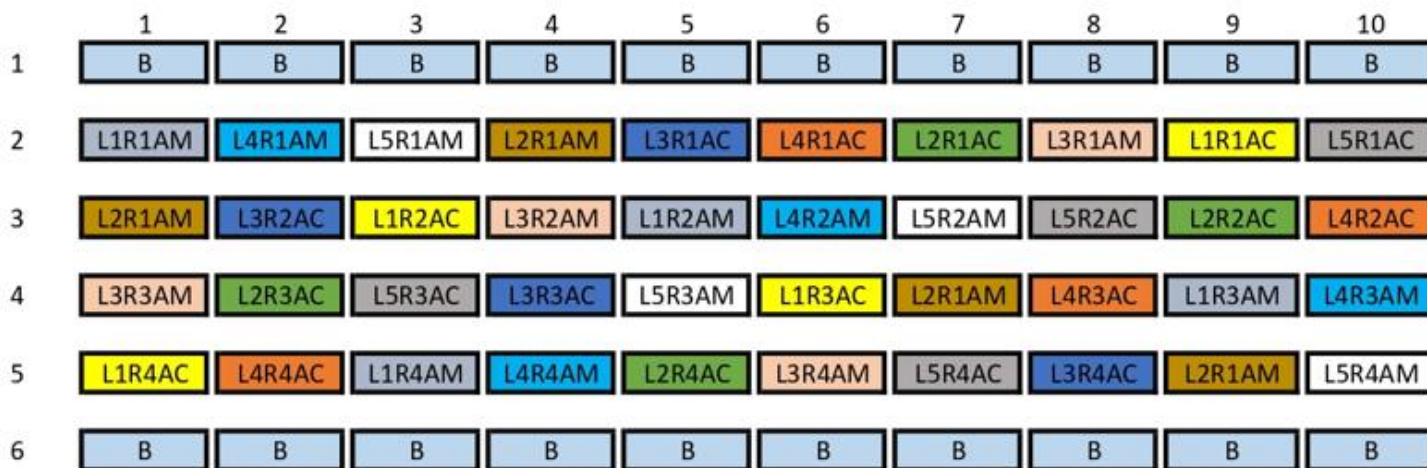 1 2 3 4 5 6 7 8 9 10
1 B B B B B B B B B B
2 L1R1AM L4R1AM L5R1AM L2R1AM L3R1AC L4R1AC L2R1AC L3R1AM L1R1AC L5R1AC
3 L2R1AM L3R2AC L1R2AC L3R2AM L1R2AM L4R2AM L5R2AM L5R2AC L2R2AC L4R2AC
4 L3R3AM L2R3AC L5R3AC L3R3AC L5R3AM L1R3AC L2R1AM L4R3AC L1R3AM L4R3AM
5 L1R4AC L4R4AC L1R4AM L4R4AM L2R4AC L3R4AM L5R4AC L3R4AC L2R1AM L5R4AM
6 B B B B B B B B B B